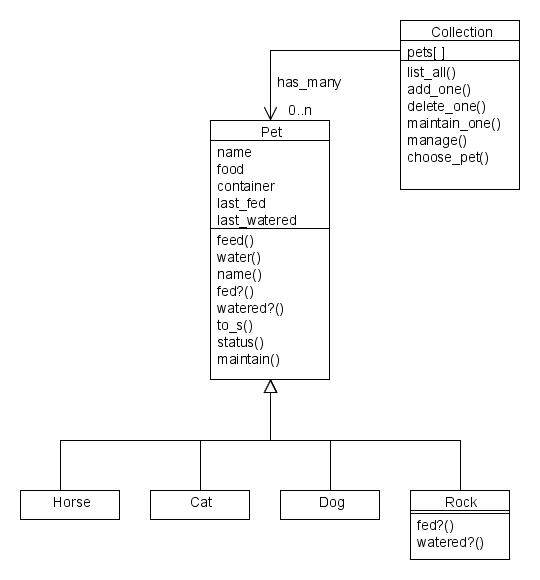 Collection
pets[ ]
list_all()
add_one()
delete_one()
maintain_one()
manage()
choose_pet()
has_many
0..n
Pet
name
food
container
last_fed
last_watered
feed()
water()
name()
fed?()
watered?()
to_s()
status()
maintain()
Horse
Cat
Dog
Rock
fed?()
watered?()